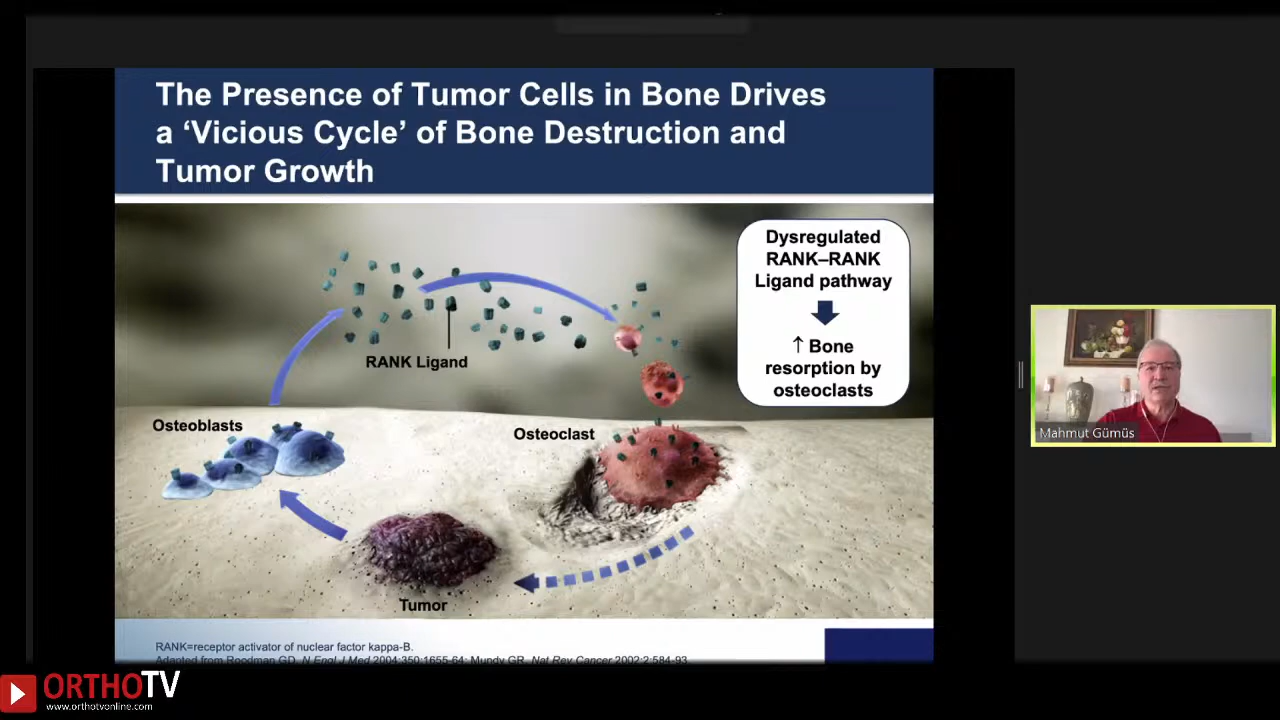 The Presence of Tumor Cells in Bone Drives
a ‘Vicious Cycle’ of Bone Destruction and
Tumor Growth
Dysregulated
RANK–RANK
Ligand pathway
↑ Bone
resorption by
osteoclasts
RANK Ligand
Osteoblasts
Osteoclast
Tumor
RANK=receptor activator of nuclear factor kappa-B.
Adapted from Roodman GD. N Engl J Med 2004;350:1655-64; Mundy GR. Nat Rev Cancer 2002;2:584-93.
Mahmut Gümüs
ORTHOTV
www.orthotvonline.com